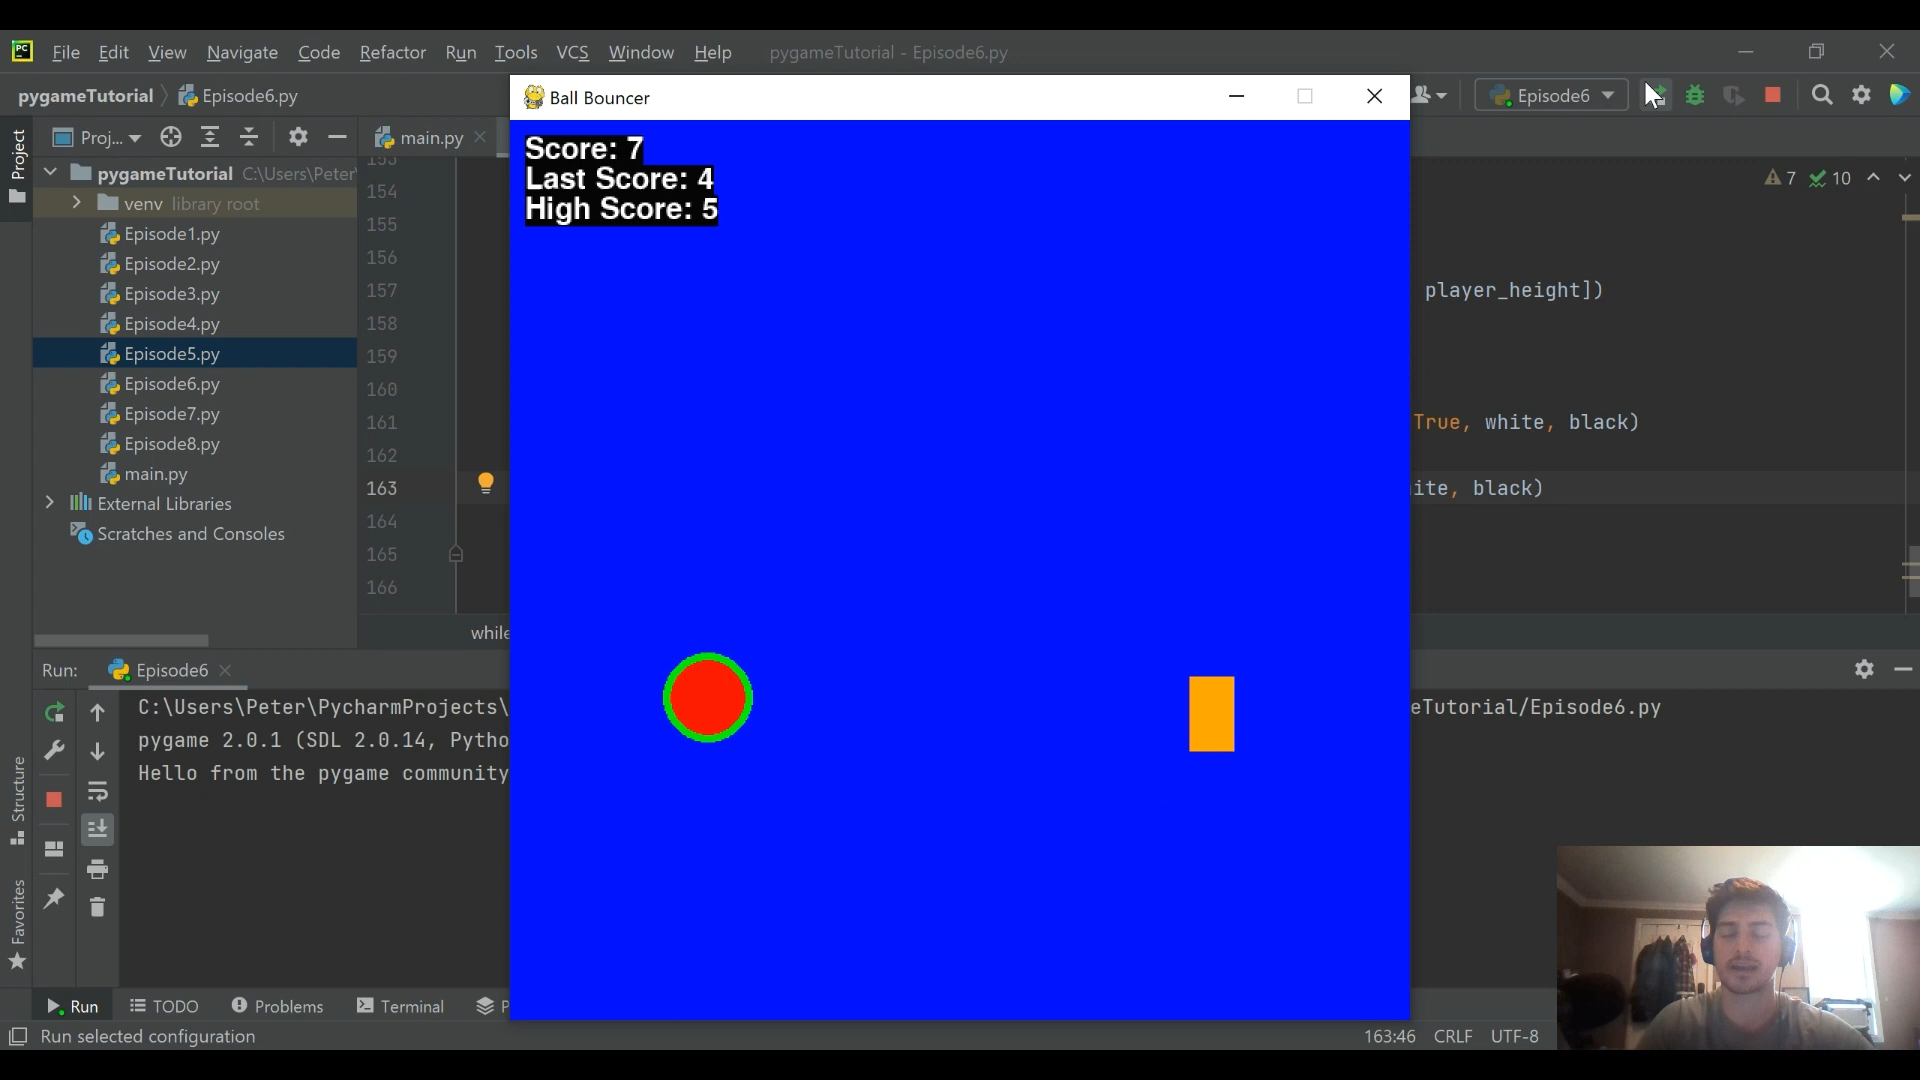 PC File Edit View Navigate Code Refactor Run Tools VCS Window Help pygameTutorial - Episode6.py
pygameTutorial Episode6.py
Ball Bouncer
Episode6
Project
Proj...
main.py
Score: 7
Last Score: 4
High Score: 5
pygameTutorial C:\Users\Peter
venv library root
Episode1.py
Episode2.py
Episode3.py
Episode4.py
Episode5.py
Episode6.py
Episode7.py
Episode8.py
main.py
External Libraries
Scratches and Consoles
153
154
155
156
157
158
159
160
161
162
163
164
165
166
7 10
player_height])
True, white, black)
ite, black)
while
Run: Episode6
C:\Users\Peter\PycharmProjects\
eTutorial/Episode6.py
pygame 2.0.1 (SDL 2.0.14, Pytho
Hello from the pygame community
Structure
Favorites
Run TODO Problems Terminal P
Run selected configuration
163:46 CRLF UTF-8